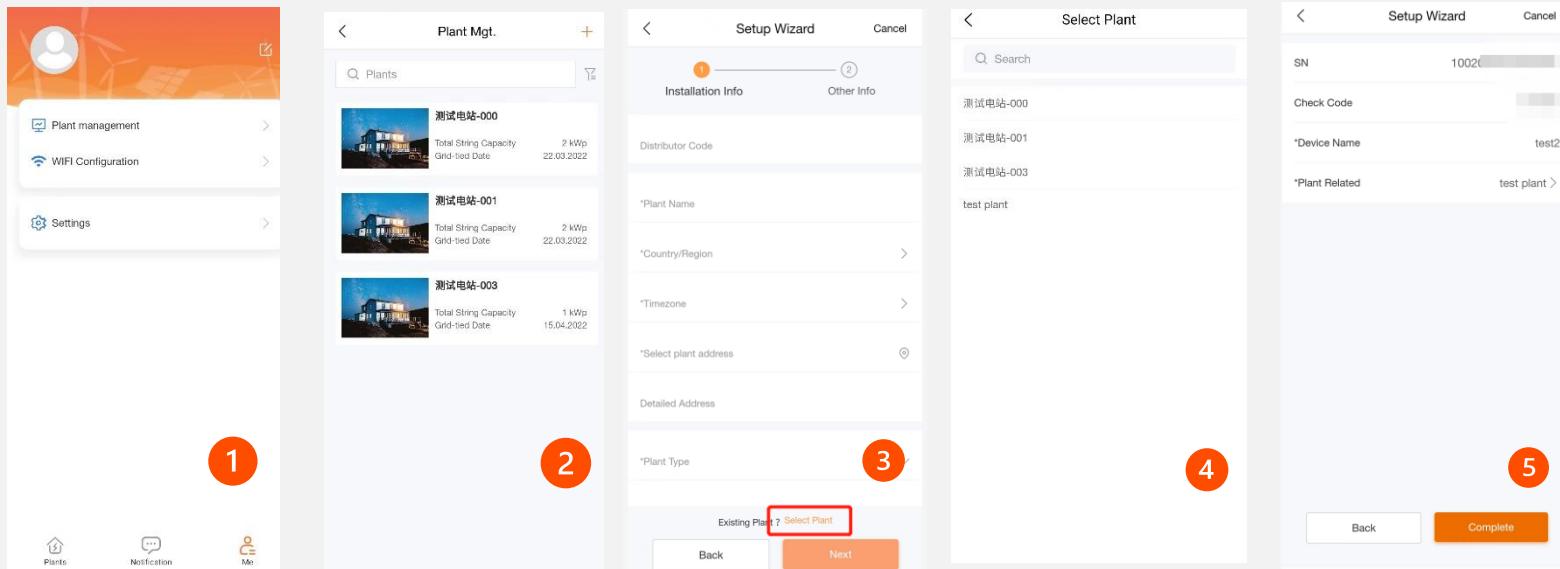 Plant management
WIFI Configuration
Settings
1
Plants
Notification
Me
Plant Mgt.
Plants
测试电站-000
Total String Capacity 2 kWp
Grid-tied Date 22.03.2022
测试电站-001
Total String Capacity 2 kWp
Grid-tied Date 22.03.2022
测试电站-003
Total String Capacity 1 kWp
Grid-tied Date 15.04.2022
2
Setup Wizard Cancel
1 2
Installation Info Other Info
Distributor Code
*Plant Name
*Country/Region
*Timezone
*Select plant address
Detailed Address
*Plant Type
3
Existing Plant ? Select Plant
Back Next
Select Plant
Search
测试电站-000
测试电站-001
测试电站-003
test plant
4
Setup Wizard Cancel
SN 10020
Check Code
*Device Name test2
*Plant Related test plant
5
Back Complete